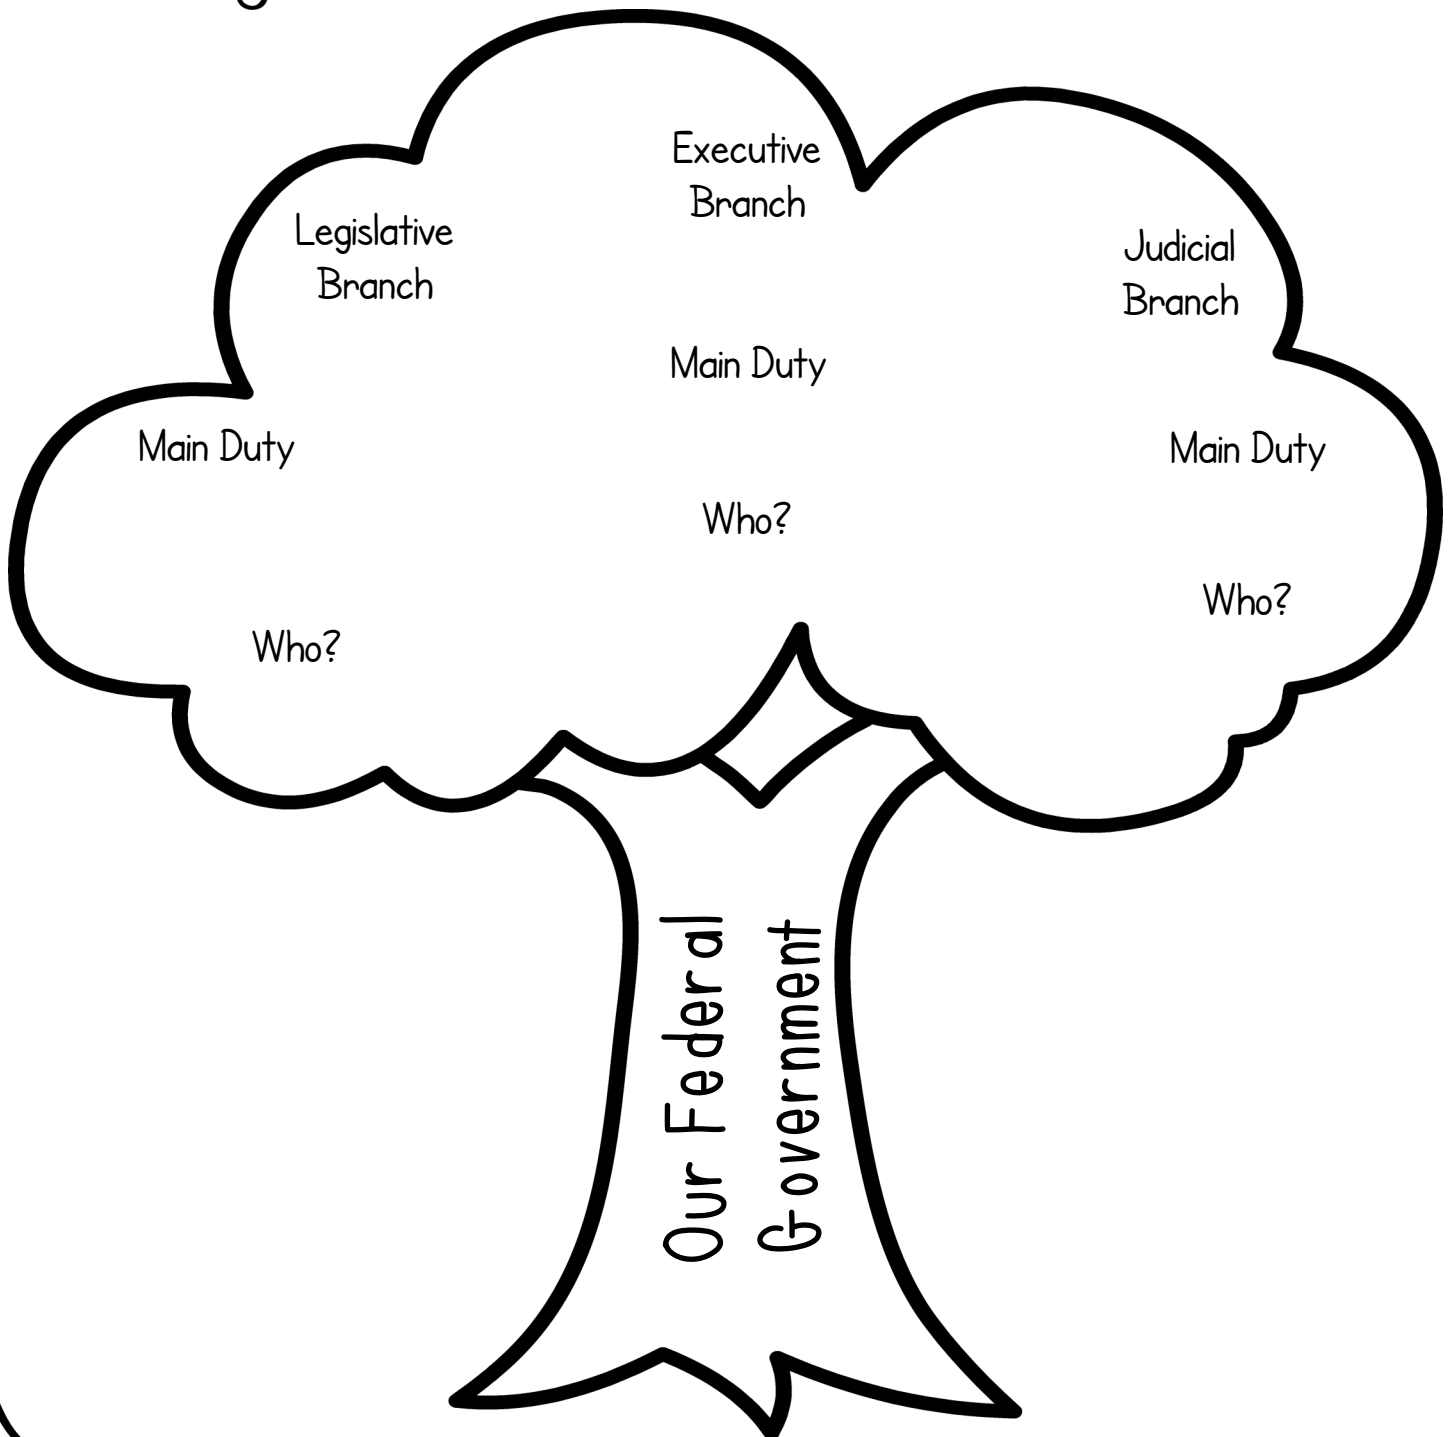 Legislative
Branch
Main Duty
Who?
Executive
Branch
Main Duty
Who?
Judicial
Branch
Main Duty
Who?
Our Federal
Government